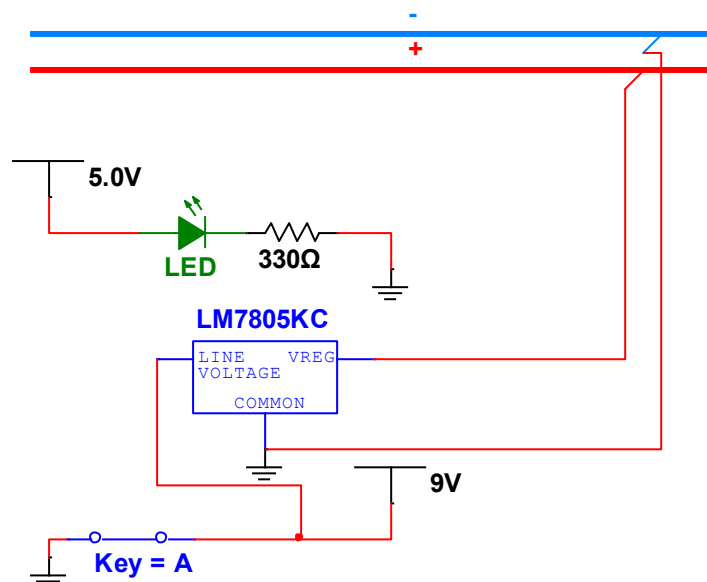 -
+
5.0V
LED
330Ω
LM7805KC
LINE VREG
VOLTAGE
COMMON
9V
Key = A